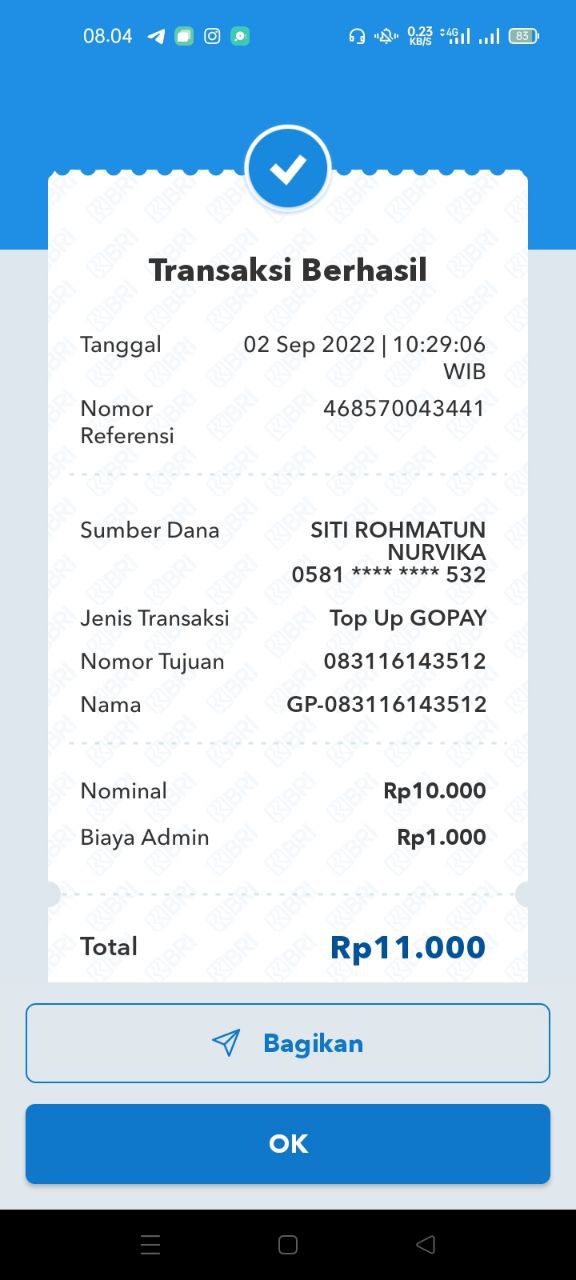 08.04 0.23 KB/S 4G 83
Transaksi Berhasil
Tanggal 02 Sep 2022 | 10:29:06
WIB
Nomor 468570043441
Referensi
Sumber Dana SITI ROHMATUN
NURVIKA
0581 **** **** 532
Jenis Transaksi Top Up GOPAY
Nomor Tujuan 083116143512
Nama GP-083116143512
Nominal Rp10.000
Biaya Admin Rp1.000
Total Rp11.000
Bagikan
OK
BRI